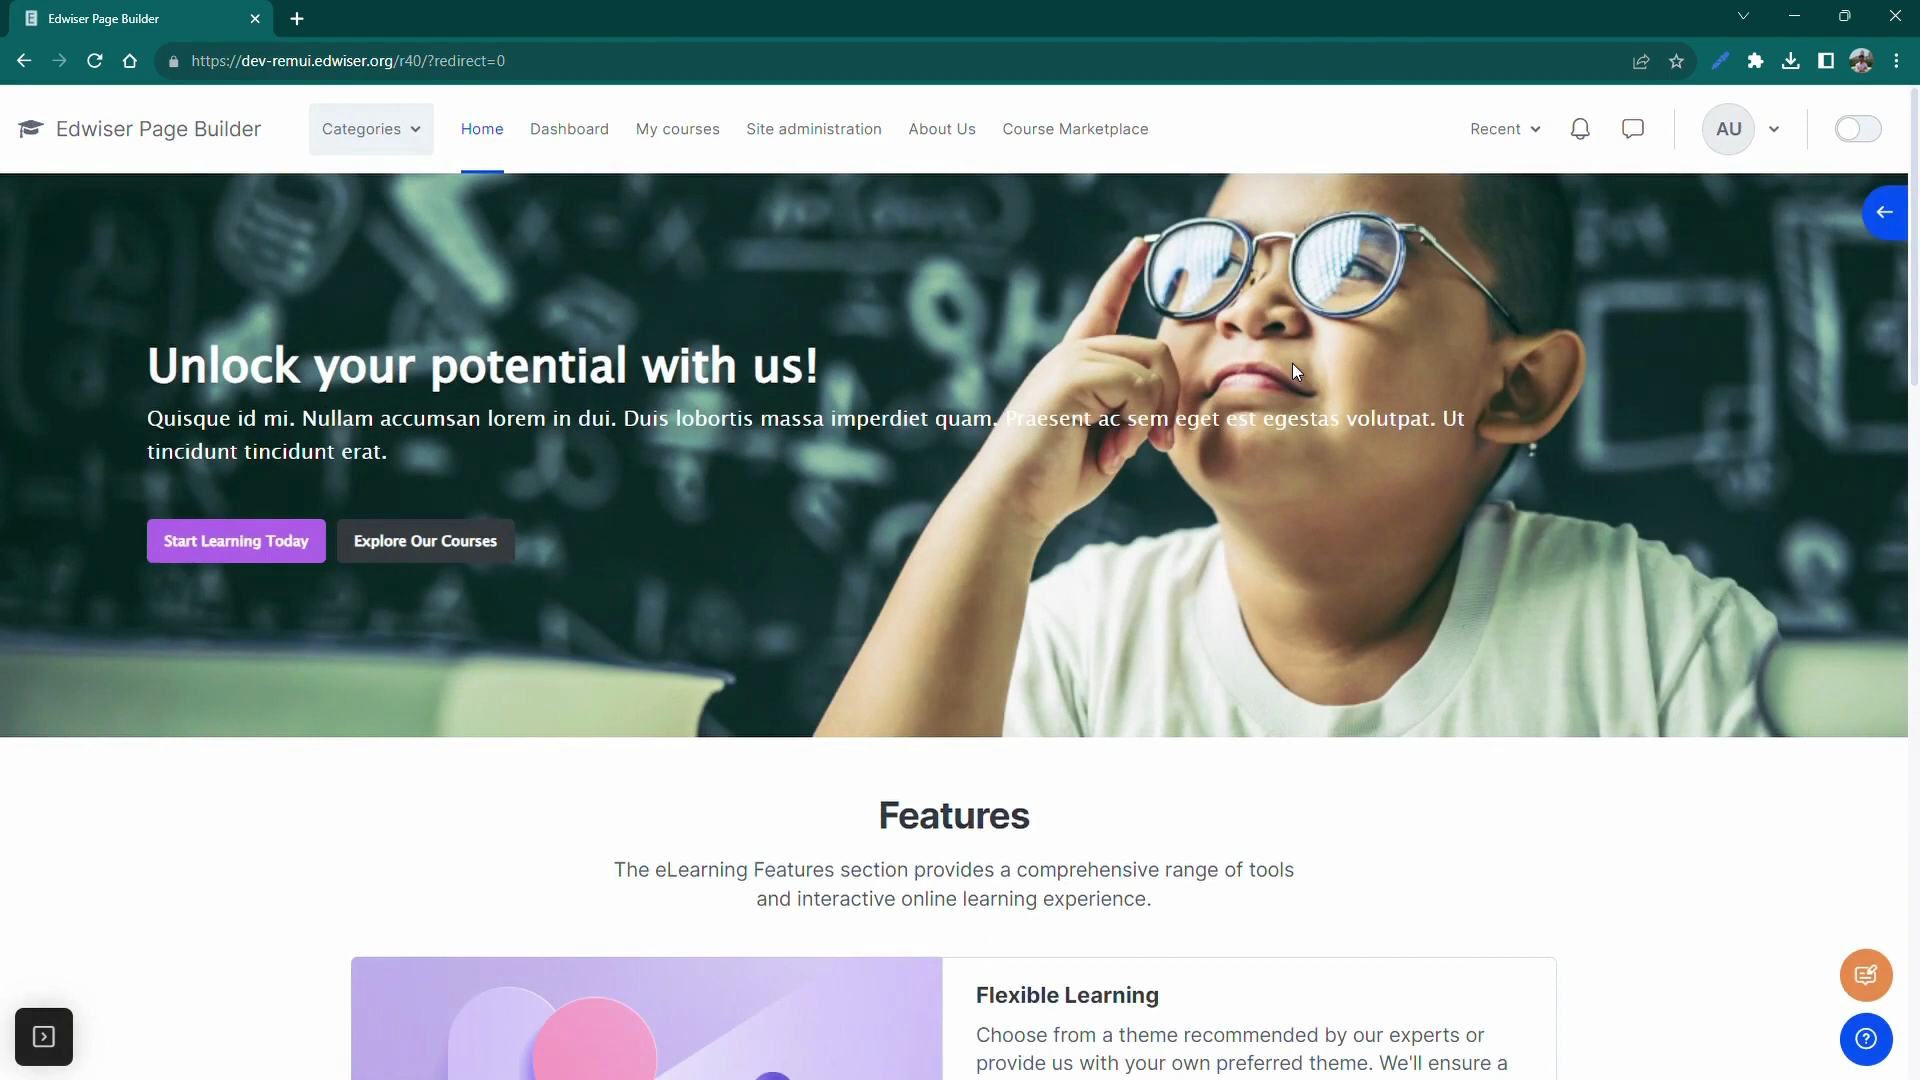 Edwiser Page Builder
https://dev-remui.edwiser.org/r40/?redirect=0
Edwiser Page Builder
Categories
Home
Dashboard
My courses
Site administration
About Us
Course Marketplace
Recent
AU
Unlock your potential with us!
Quisque id mi. Nullam accumsan lorem in dui. Duis lobortis massa imperdiet quam. Praesent ac sem eget est egestas volutpat. Ut
tincidunt tincidunt erat.
Start Learning Today
Explore Our Courses
Features
The eLearning Features section provides a comprehensive range of tools
and interactive online learning experience.
Flexible Learning
Choose from a theme recommended by our experts or
provide us with your own preferred theme. We'll ensure a